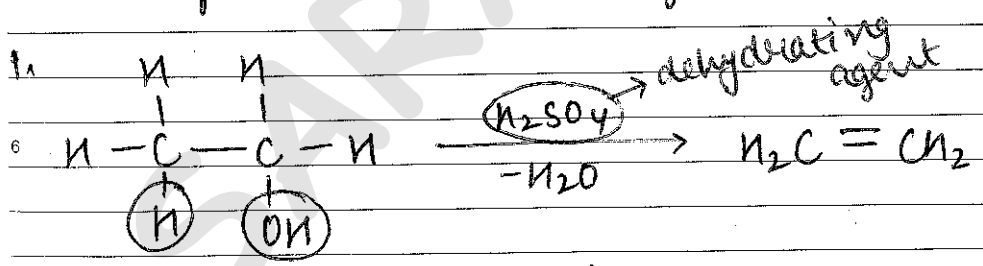 1.
H H
H₂SO₄ → dehydrating
agent
6 H — C — C — H → H₂C = CH₂
-H₂O
H OH